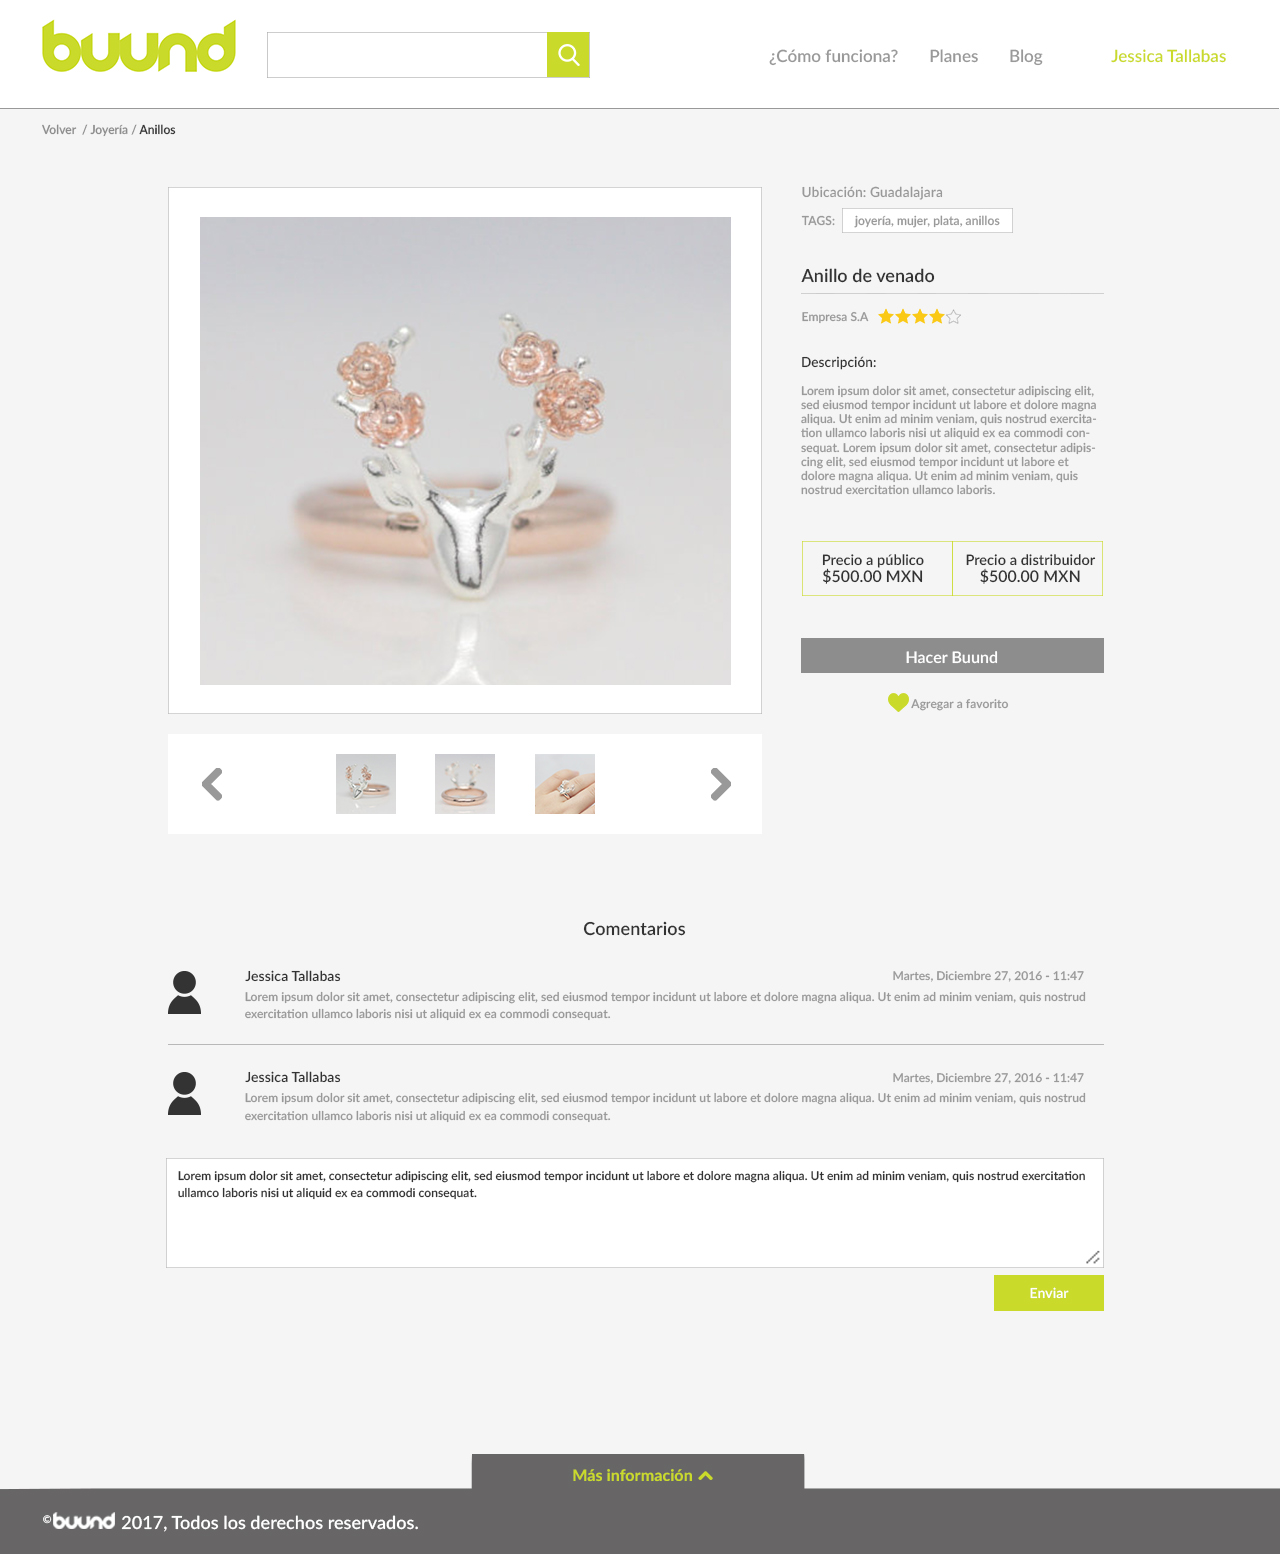 buund
¿Cómo funciona? Planes Blog Jessica Tallabas
Volver / Joyería / Anillos
Ubicación: Guadalajara
TAGS: joyería, mujer, plata, anillos
Anillo de venado
Empresa S.A
Descripción:
Lorem ipsum dolor sit amet, consectetur adipiscing elit,
sed eiusmod tempor incidunt ut labore et dolore magna
aliqua. Ut enim ad minim veniam, quis nostrud exercita-
tion ullamco laboris nisi ut aliquid ex ea commodi con-
sequat. Lorem ipsum dolor sit amet, consectetur adipis-
cing elit, sed eiusmod tempor incidunt ut labore et
dolore magna aliqua. Ut enim ad minim veniam, quis
nostrud exercitation ullamco laboris.
Precio a público
$500.00 MXN
Precio a distribuidor
$500.00 MXN
Hacer Buund
Agregar a favorito
Comentarios
Jessica Tallabas Martes, Diciembre 27, 2016 - 11:47
Lorem ipsum dolor sit amet, consectetur adipiscing elit, sed eiusmod tempor incidunt ut labore et dolore magna aliqua. Ut enim ad minim veniam, quis nostrud
exercitation ullamco laboris nisi ut aliquid ex ea commodi consequat.
Jessica Tallabas Martes, Diciembre 27, 2016 - 11:47
Lorem ipsum dolor sit amet, consectetur adipiscing elit, sed eiusmod tempor incidunt ut labore et dolore magna aliqua. Ut enim ad minim veniam, quis nostrud
exercitation ullamco laboris nisi ut aliquid ex ea commodi consequat.
Lorem ipsum dolor sit amet, consectetur adipiscing elit, sed eiusmod tempor incidunt ut labore et dolore magna aliqua. Ut enim ad minim veniam, quis nostrud exercitation
ullamco laboris nisi ut aliquid ex ea commodi consequat.
Enviar
Más información
©buund 2017, Todos los derechos reservados.